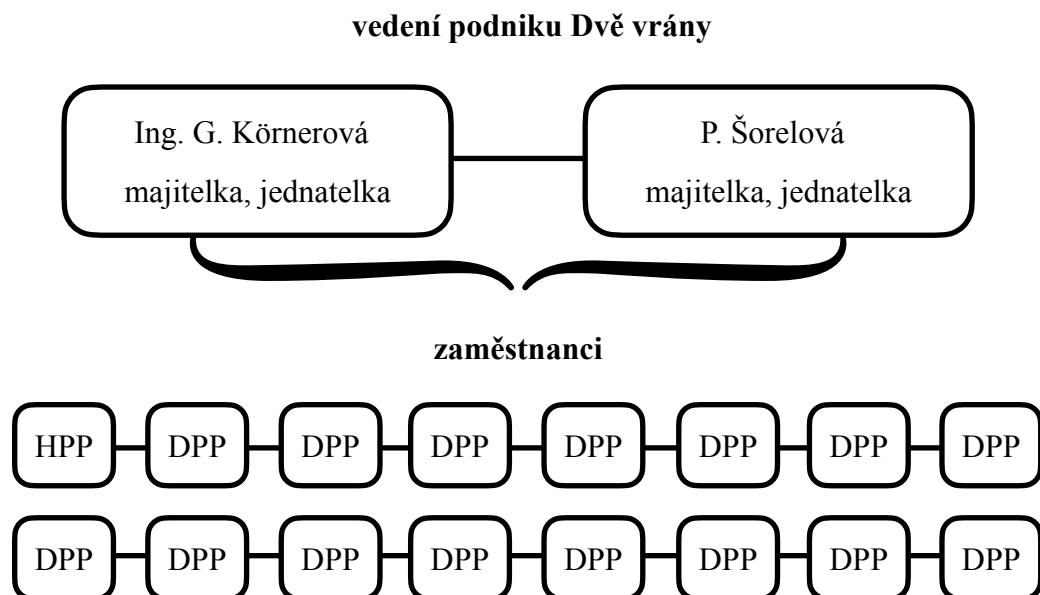 vedení podniku Dvě vrány
Ing. G. Körnerová
majitelka, jednatelka
P. Šorelová
majitelka, jednatelka
zaměstnanci
HPP DPP DPP DPP DPP DPP DPP DPP
DPP DPP DPP DPP DPP DPP DPP DPP